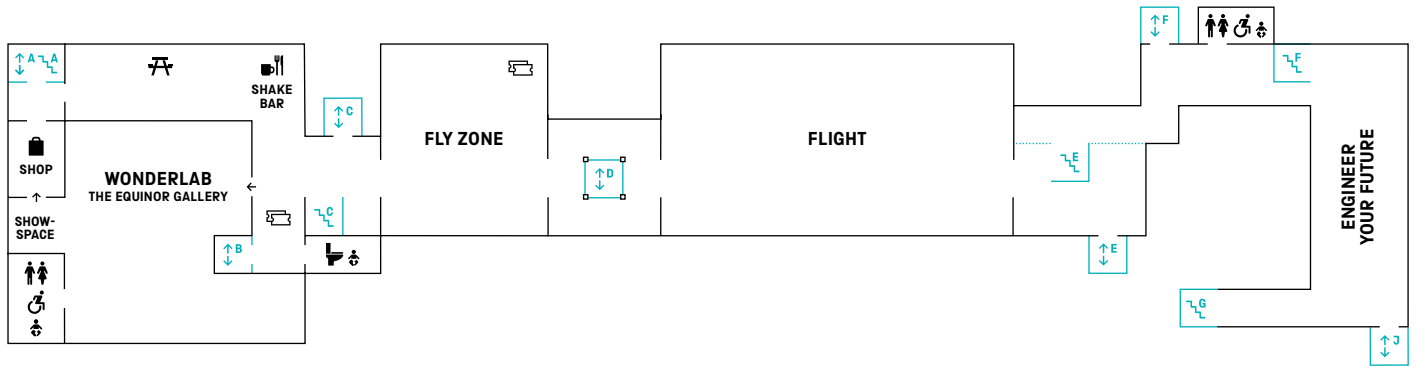 A
A
SHAKE
BAR
C
SHOP
WONDERLAB
THE EQUINOR GALLERY
SHOW-
SPACE
B
C
FLY ZONE
D
FLIGHT
E
E
F
F
ENGINEER
YOUR FUTURE
G
J